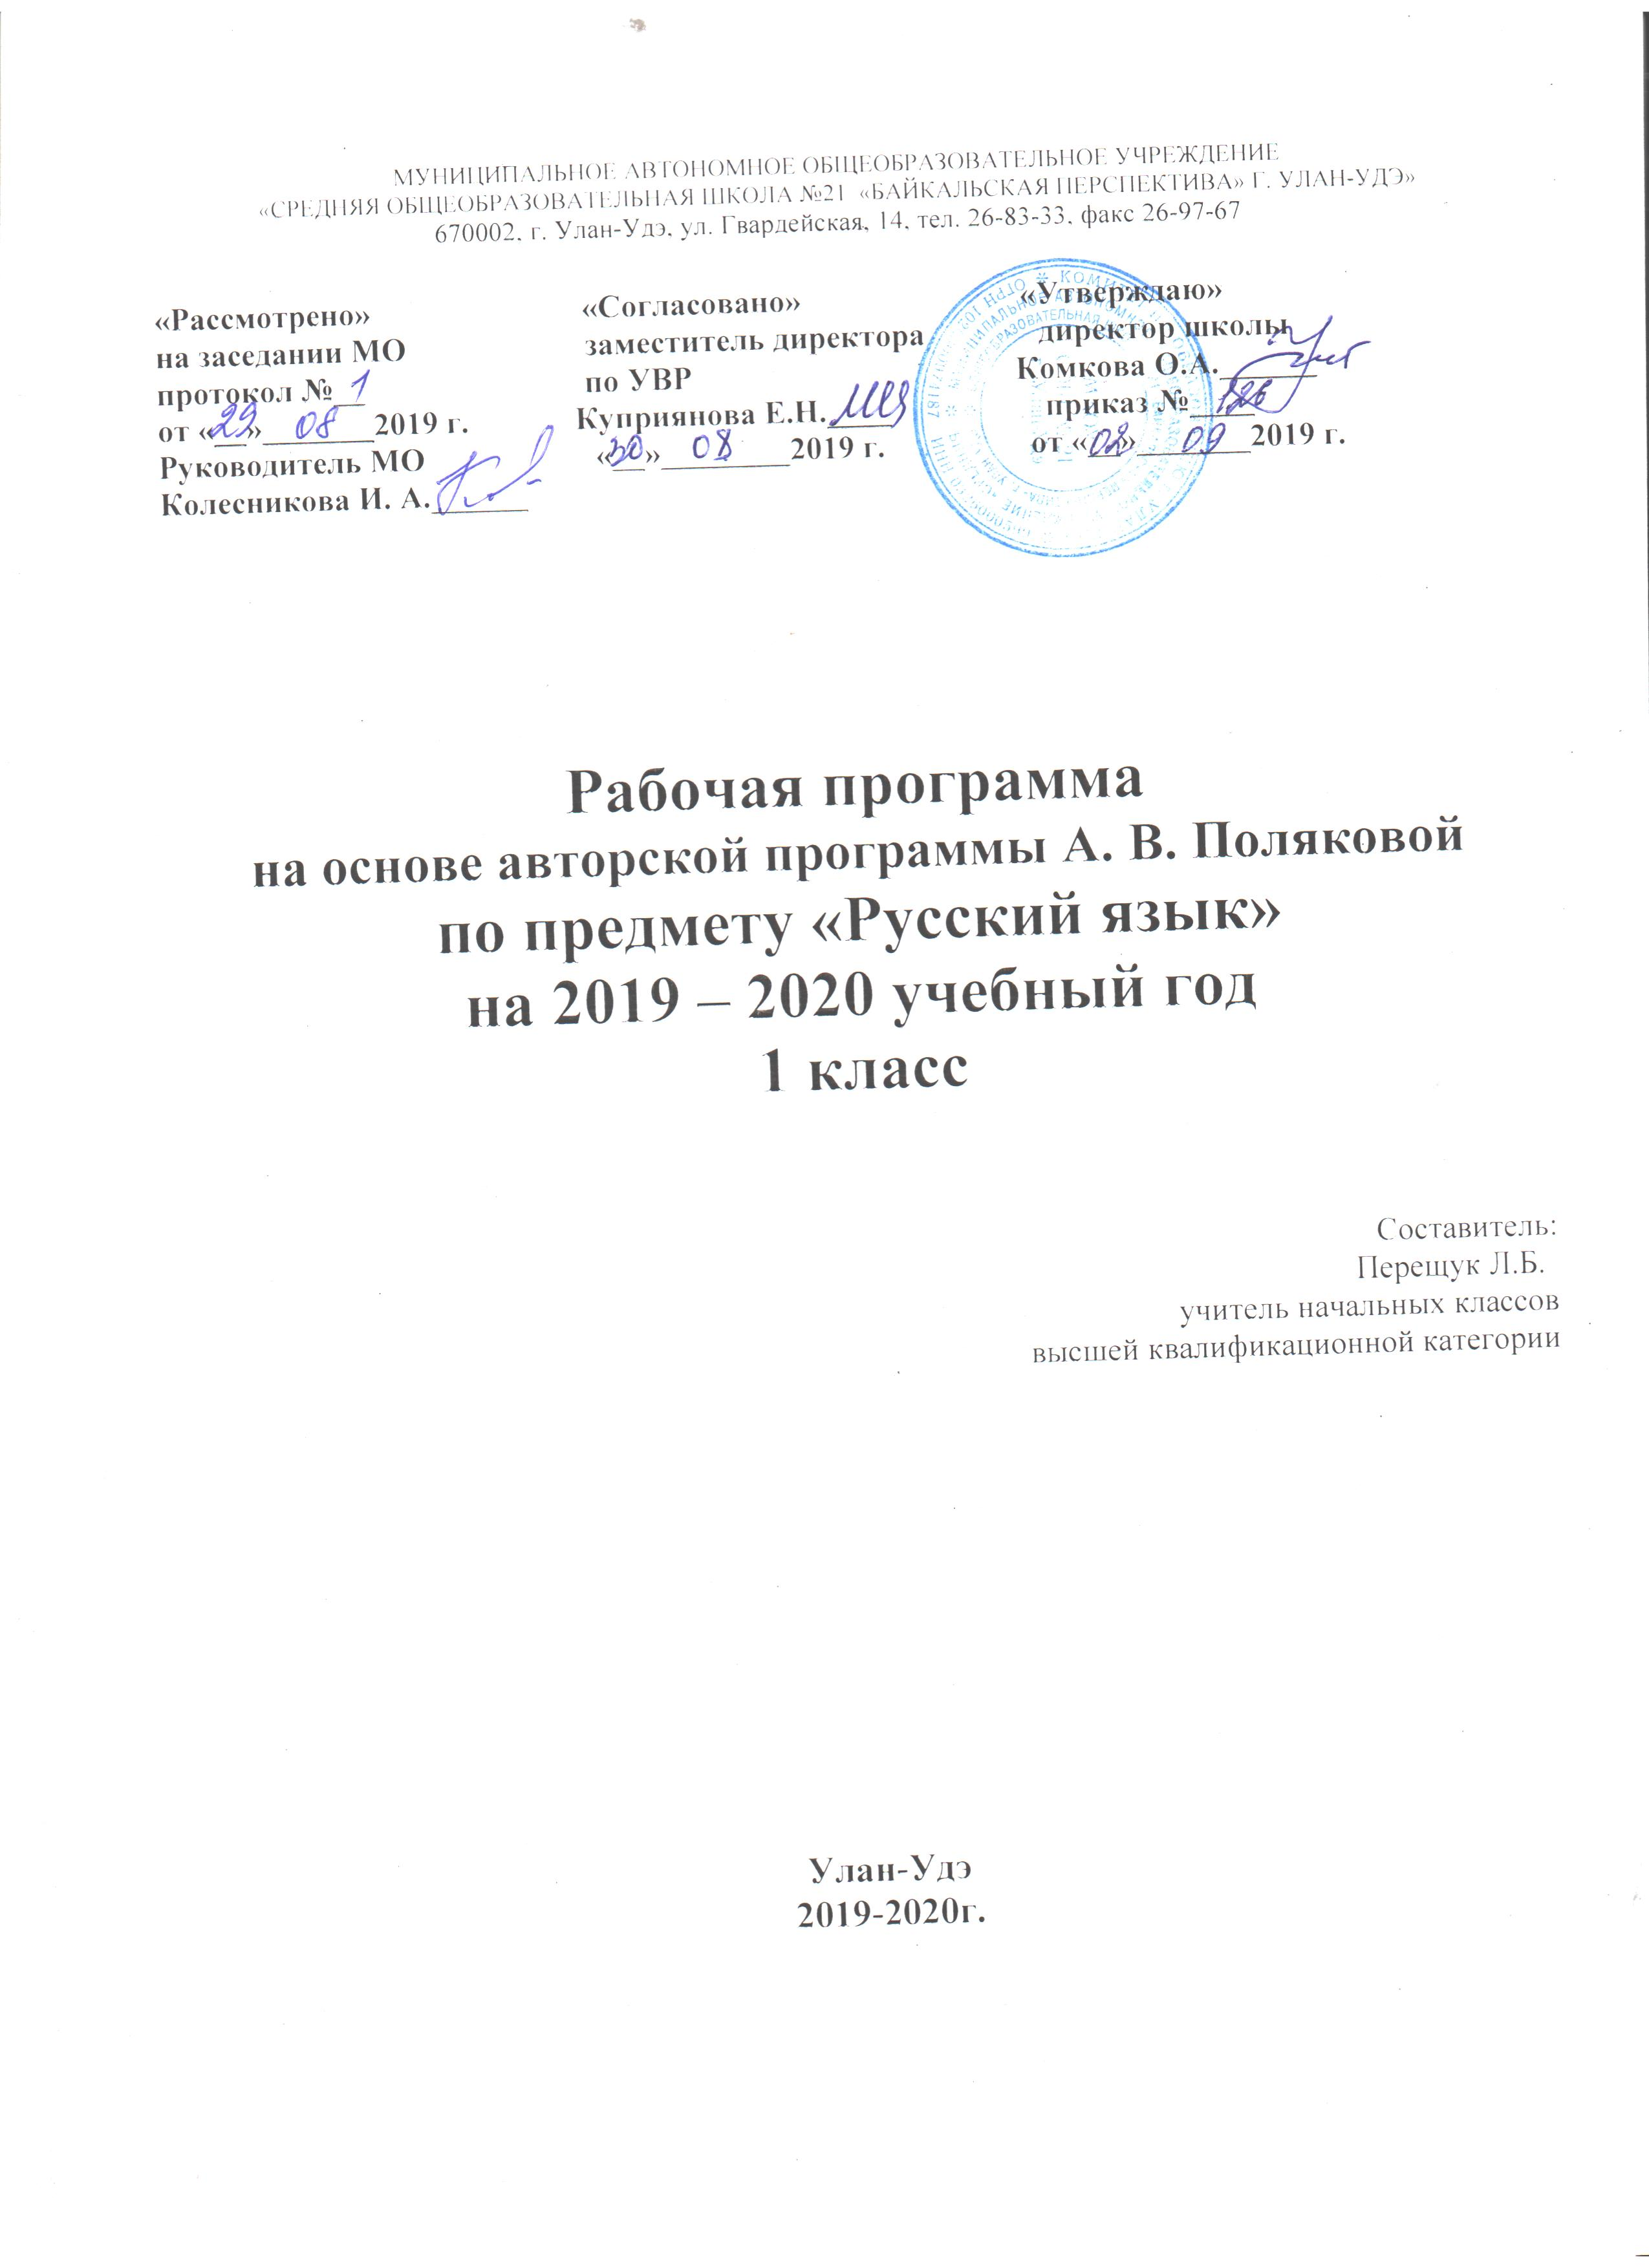 МУНИЦИПАЛЬНОЕ АВТОНОМНОЕ ОБЩЕОБРАЗОВАТЕЛЬНОЕ УЧРЕЖДЕНИЕ
«СРЕДНЯЯ ОБЩЕОБРАЗОВАТЕЛЬНАЯ ШКОЛА №21 «БАЙКАЛЬСКАЯ ПЕРСПЕКТИВА» Г. УЛАН-УДЭ»
670002, г. Улан-Удэ, ул. Гвардейская, 14, тел. 26-83-33, факс 26-97-67
«Рассмотрено»
на заседании МО
протокол № 1
от «29» 08 2019 г.
Руководитель МО
Колесникова И. А.
«Согласовано»
заместитель директора
по УВР
Куприянова Е.Н.
«30» 08 2019 г.
«Утверждаю»
директор школы
Комкова О.А.
приказ № 126
от «02» 09 2019 г.
Рабочая программа
на основе авторской программы А. В. Поляковой
по предмету «Русский язык»
на 2019 – 2020 учебный год
1 класс
Составитель:
Перещук Л.Б.
учитель начальных классов
высшей квалификационной категории
Улан-Удэ
2019-2020г.